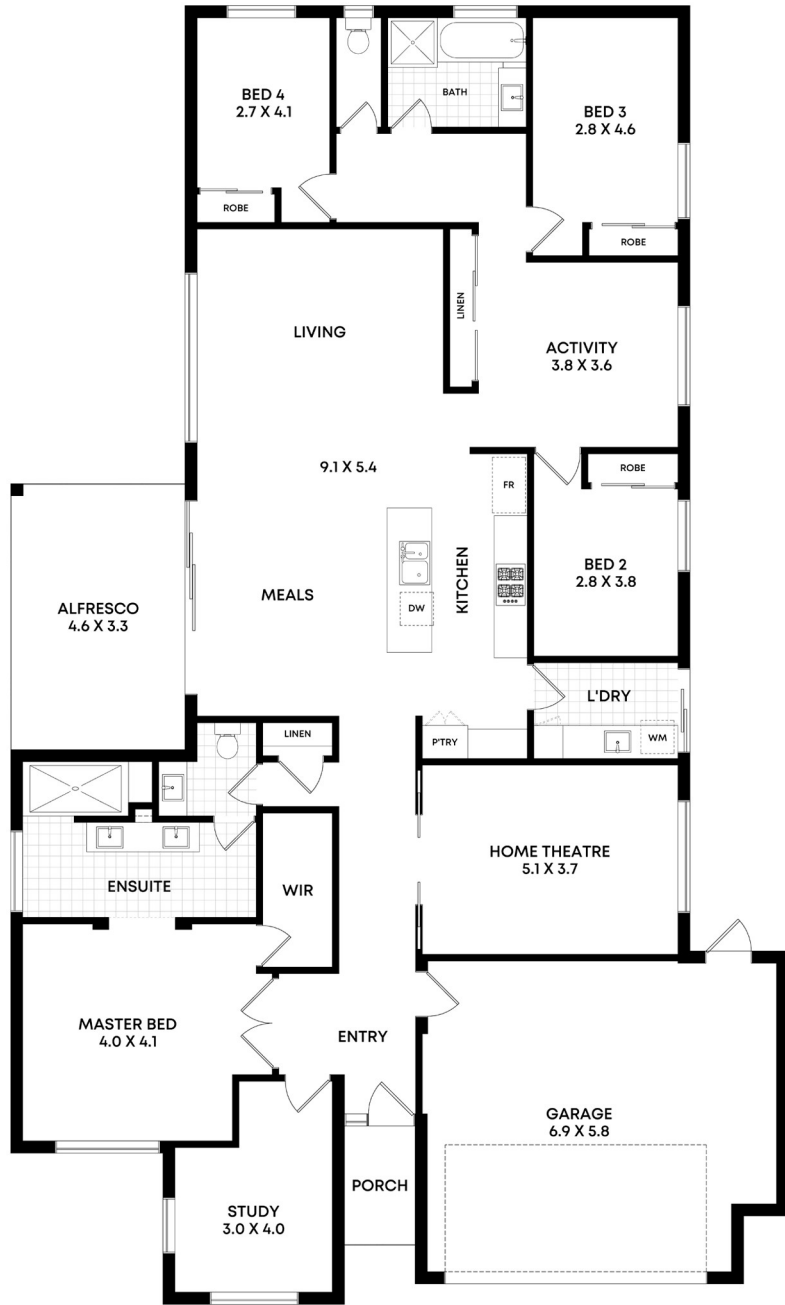 BED 4
2.7 X 4.1
BATH
BED 3
2.8 X 4.6
ROBE
ROBE
LINEN
LIVING
ACTIVITY
3.8 X 3.6
9.1 X 5.4
ROBE
FR
BED 2
2.8 X 3.8
KITCHEN
MEALS
DW
ALFRESCO
4.6 X 3.3
L'DRY
WM
P'TRY
LINEN
HOME THEATRE
5.1 X 3.7
ENSUITE
WIR
MASTER BED
4.0 X 4.1
ENTRY
GARAGE
6.9 X 5.8
PORCH
STUDY
3.0 X 4.0